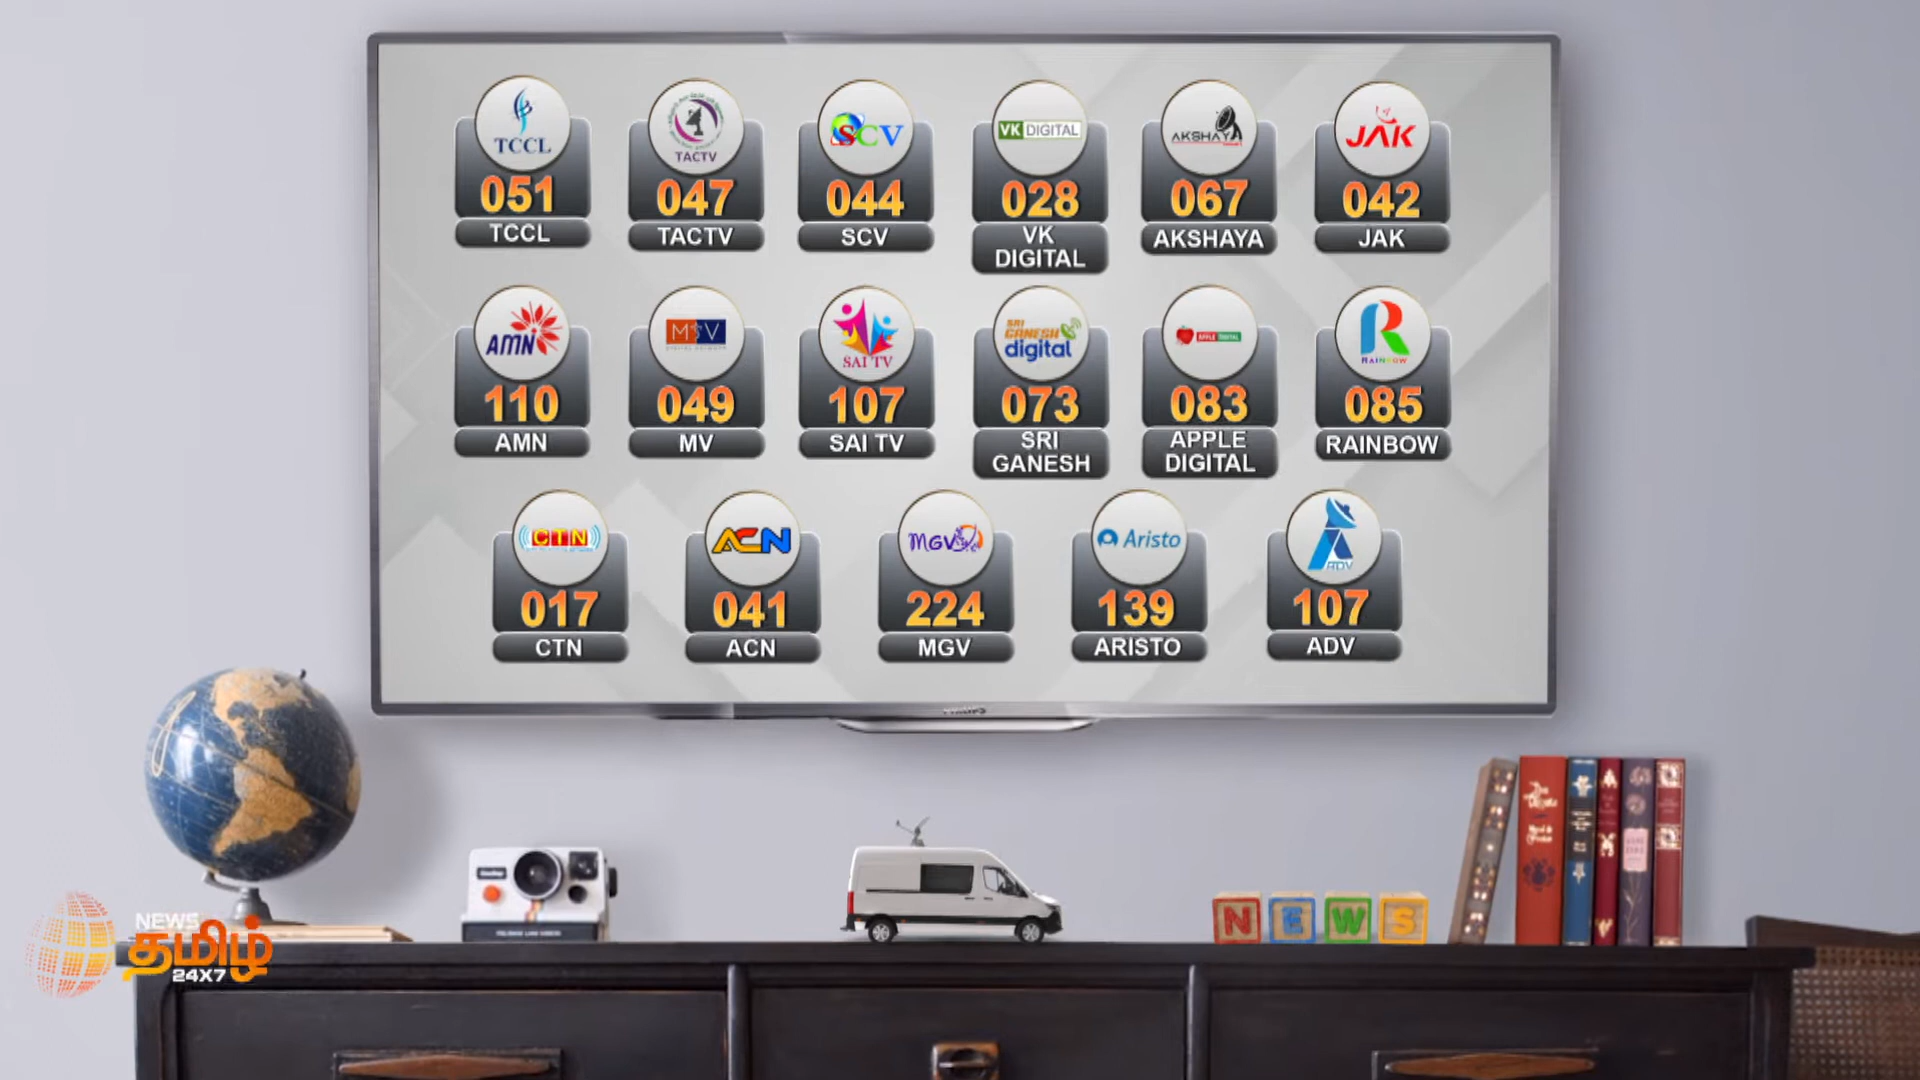 TCCL
051
TCCL
TACTV
047
TACTV
SCV
044
SCV
VK DIGITAL
028
VK
DIGITAL
AKSHAYA
067
AKSHAYA
JAK
042
JAK
AMN
110
AMN
MV
049
MV
SAI TV
107
SAI TV
SRI
GANESH
digital
073
SRI
GANESH
APPLE DIGITAL
083
APPLE
DIGITAL
RAINBOW
085
RAINBOW
CTN
017
CTN
ACN
041
ACN
MGV
224
MGV
Aristo
139
ARISTO
ADV
107
ADV
PHILIPS
NEWS
NEWS
தமிழ்
24X7